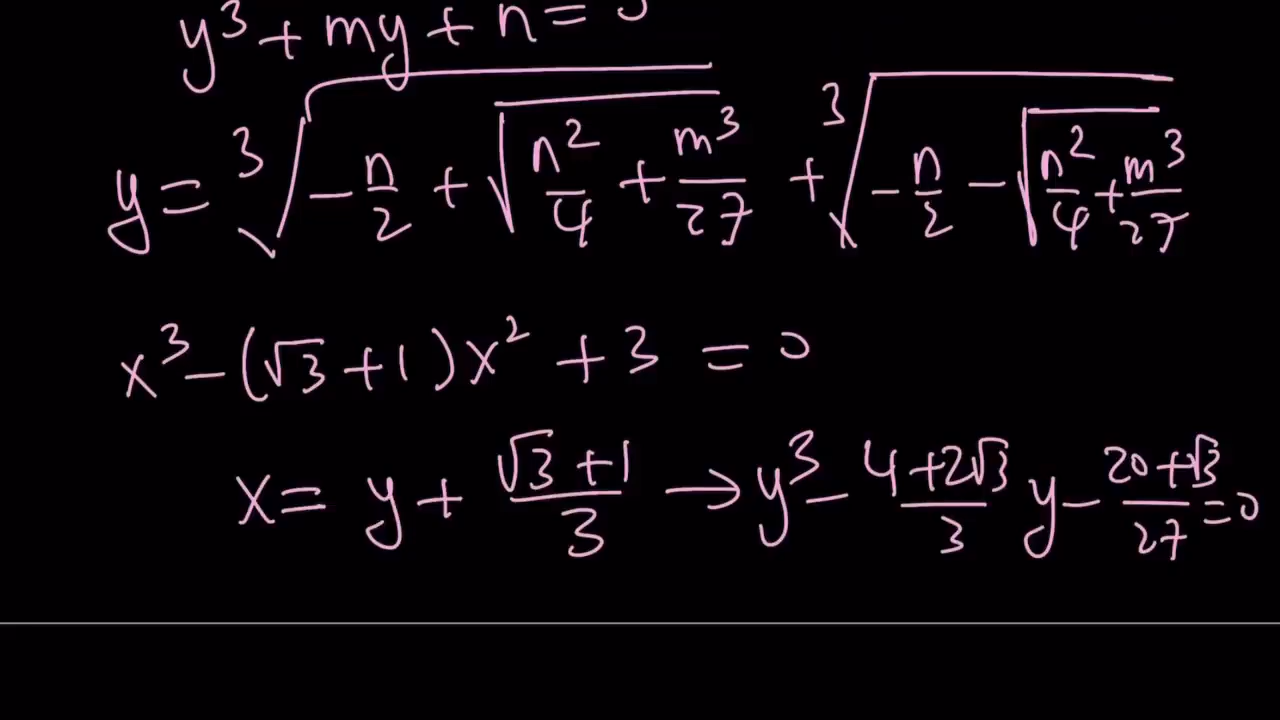 y³ + my + n = 0
y = ∛(-n/2 + √(n²/4 + m³/27)) + ∛(-n/2 - √(n²/4 + m³/27))
x³ - (√3 + 1)x² + 3 = 0
x = y + (√3 + 1)/3 → y³ - (4 + 2√3)/3 y - (20 + √3)/27 = 0